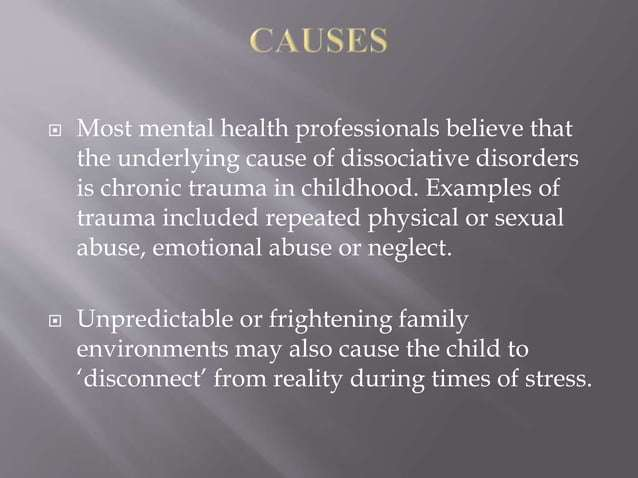 CAUSES
Most mental health professionals believe that
the underlying cause of dissociative disorders
is chronic trauma in childhood. Examples of
trauma included repeated physical or sexual
abuse, emotional abuse or neglect.
Unpredictable or frightening family
environments may also cause the child to
‘disconnect’ from reality during times of stress.